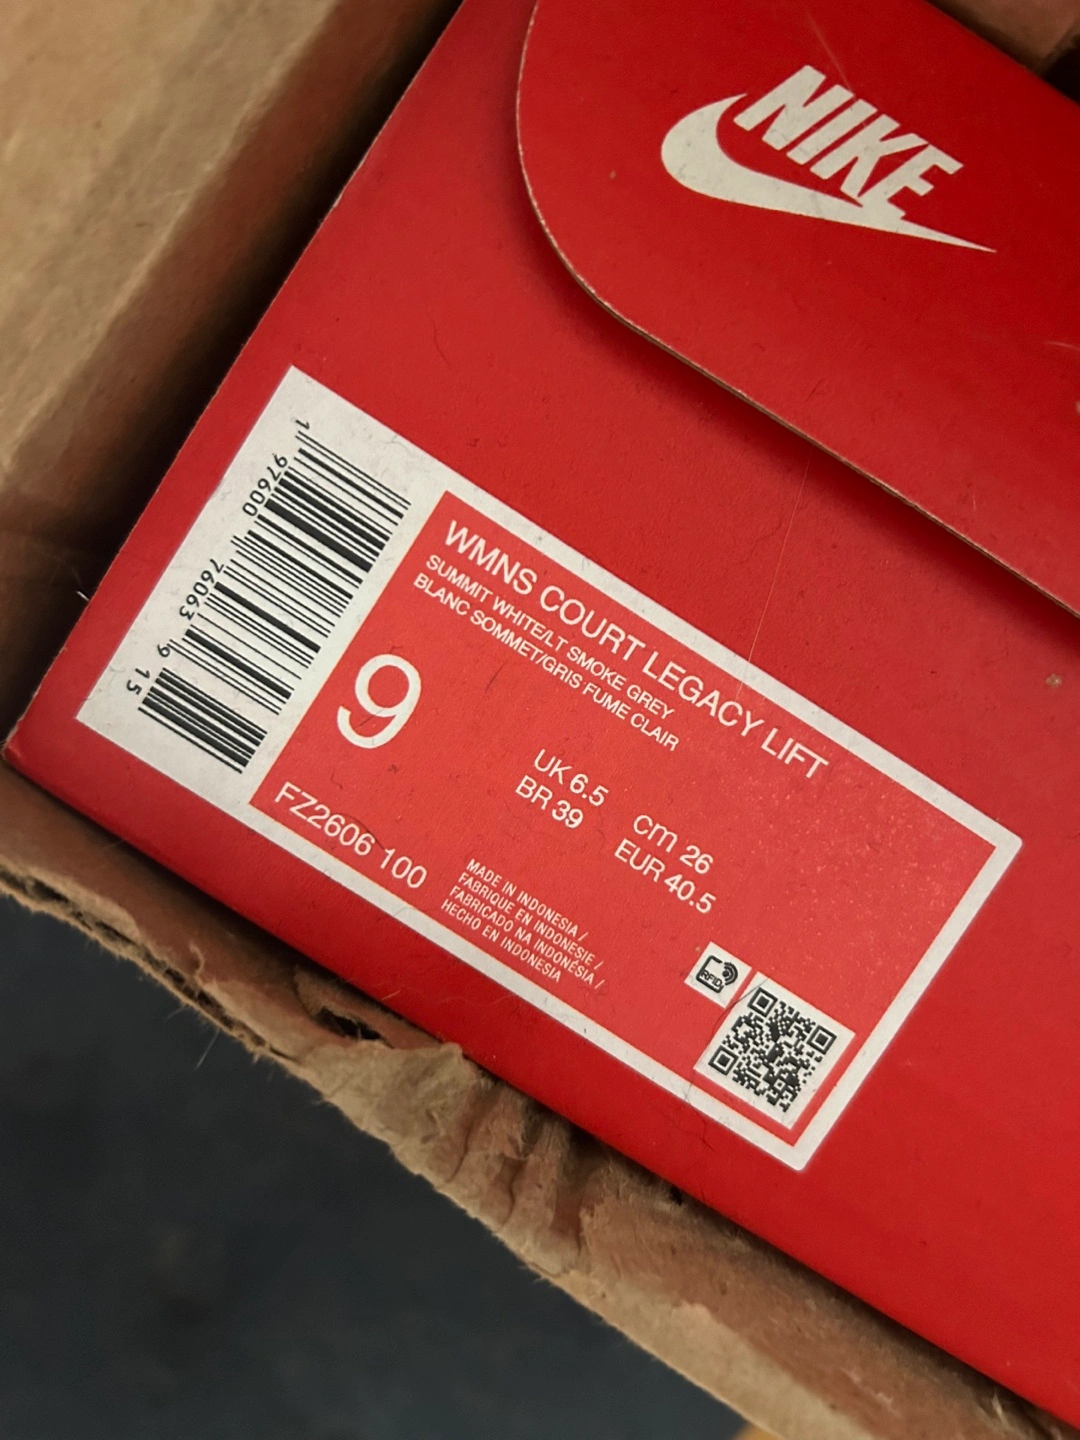 NIKE
1 97600 76063 9 15
WMNS COURT LEGACY LIFT
SUMMIT WHITE/LT SMOKE GREY
BLANC SOMMET/GRIS FUME CLAIR
9
UK 6.5
BR 39
cm 26
EUR 40.5
FZ2606 100
MADE IN INDONESIA /
FABRIQUE EN INDONESIE /
FABRICADO NA INDONÉSIA /
HECHO EN INDONESIA
RFID